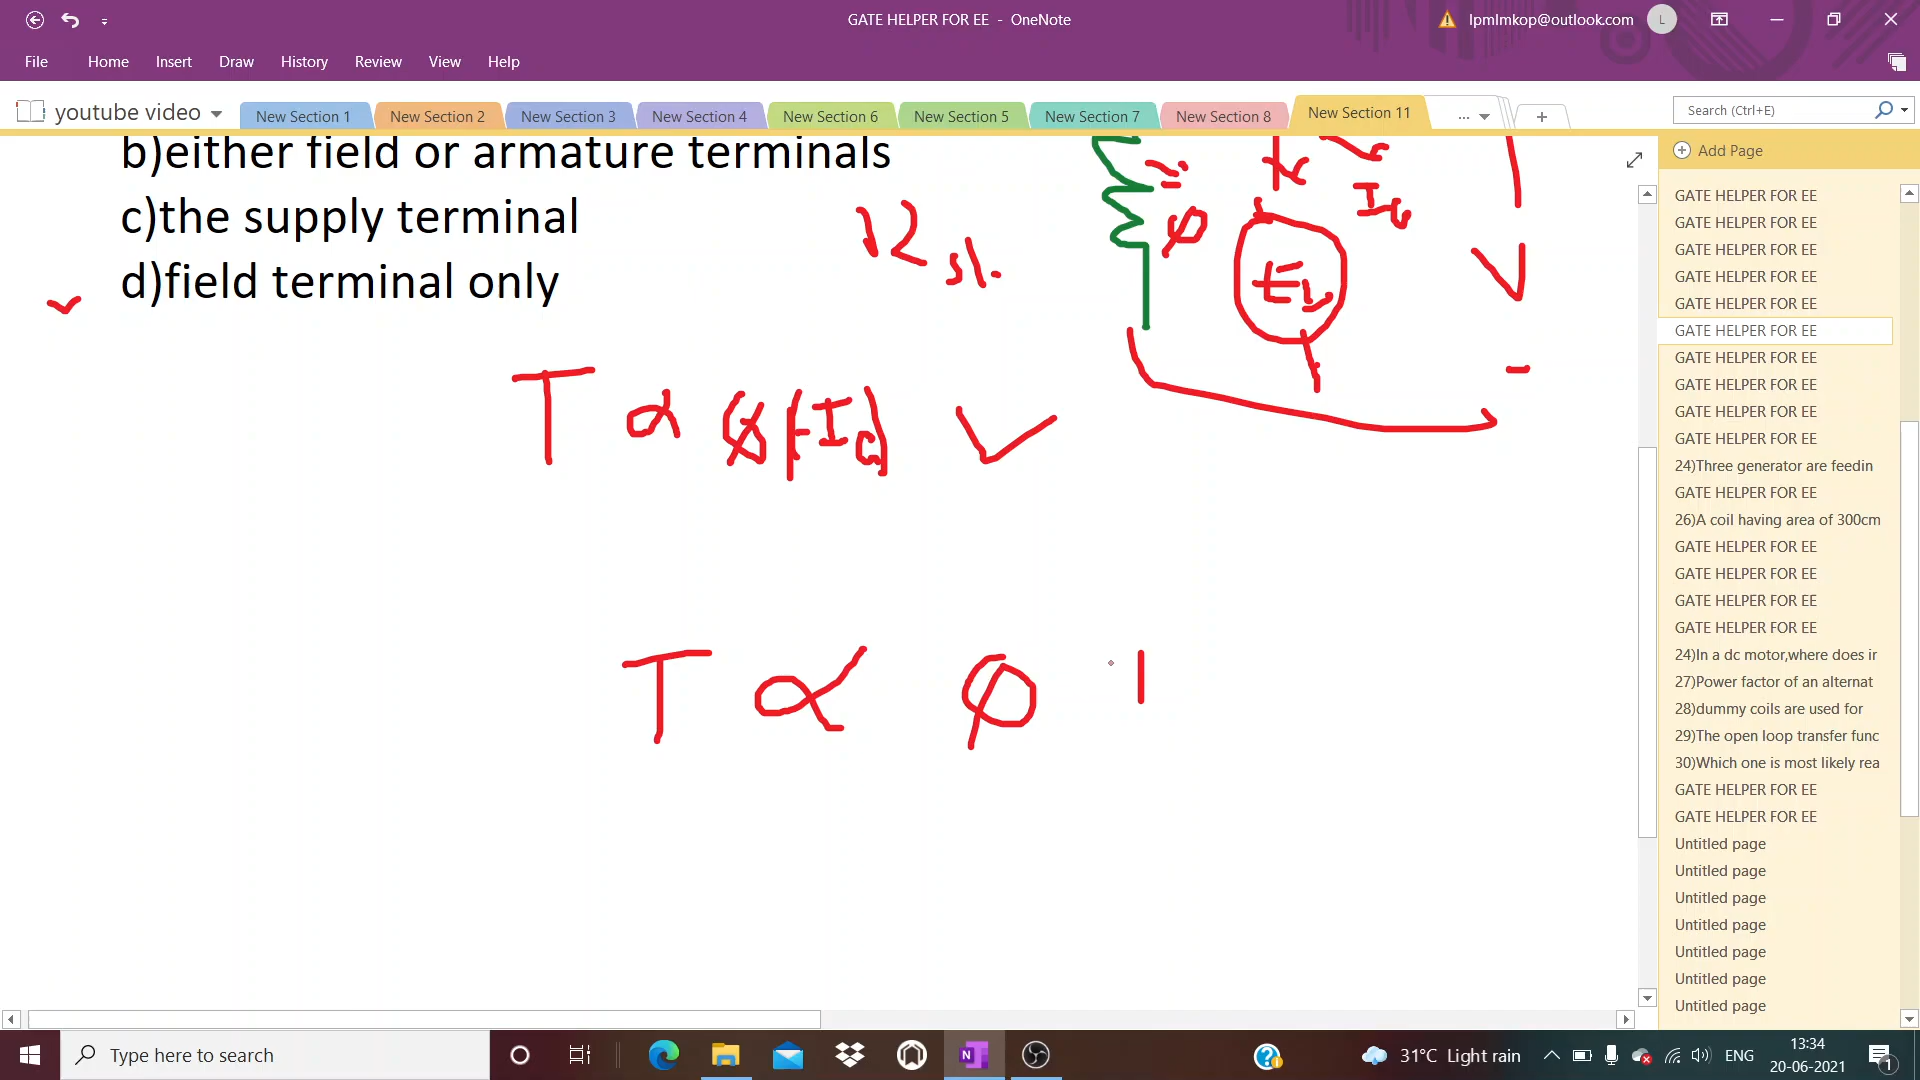 GATE HELPER FOR EE - OneNote
lpmlmkop@outlook.com
L
File Home Insert Draw History Review View Help
youtube video
New Section 1 New Section 2 New Section 3 New Section 4 New Section 5 New Section 6 New Section 7 New Section 8 New Section 11 ...
Search (Ctrl+E)
b)either field or armature terminals
c)the supply terminal
d)field terminal only
φ
V
T ∝
T ∝ φ I
Add Page
GATE HELPER FOR EE
GATE HELPER FOR EE
GATE HELPER FOR EE
GATE HELPER FOR EE
GATE HELPER FOR EE
GATE HELPER FOR EE
GATE HELPER FOR EE
GATE HELPER FOR EE
GATE HELPER FOR EE
GATE HELPER FOR EE
24)Three generator are feedin
GATE HELPER FOR EE
26)A coil having area of 300cm
GATE HELPER FOR EE
GATE HELPER FOR EE
GATE HELPER FOR EE
GATE HELPER FOR EE
24)In a dc motor,where does ir
27)Power factor of an alternat
28)dummy coils are used for
29)The open loop transfer func
30)Which one is most likely rea
GATE HELPER FOR EE
GATE HELPER FOR EE
Untitled page
Untitled page
Untitled page
Untitled page
Untitled page
Untitled page
Untitled page
Type here to search
31°C Light rain
ENG
13:34
20-06-2021
1